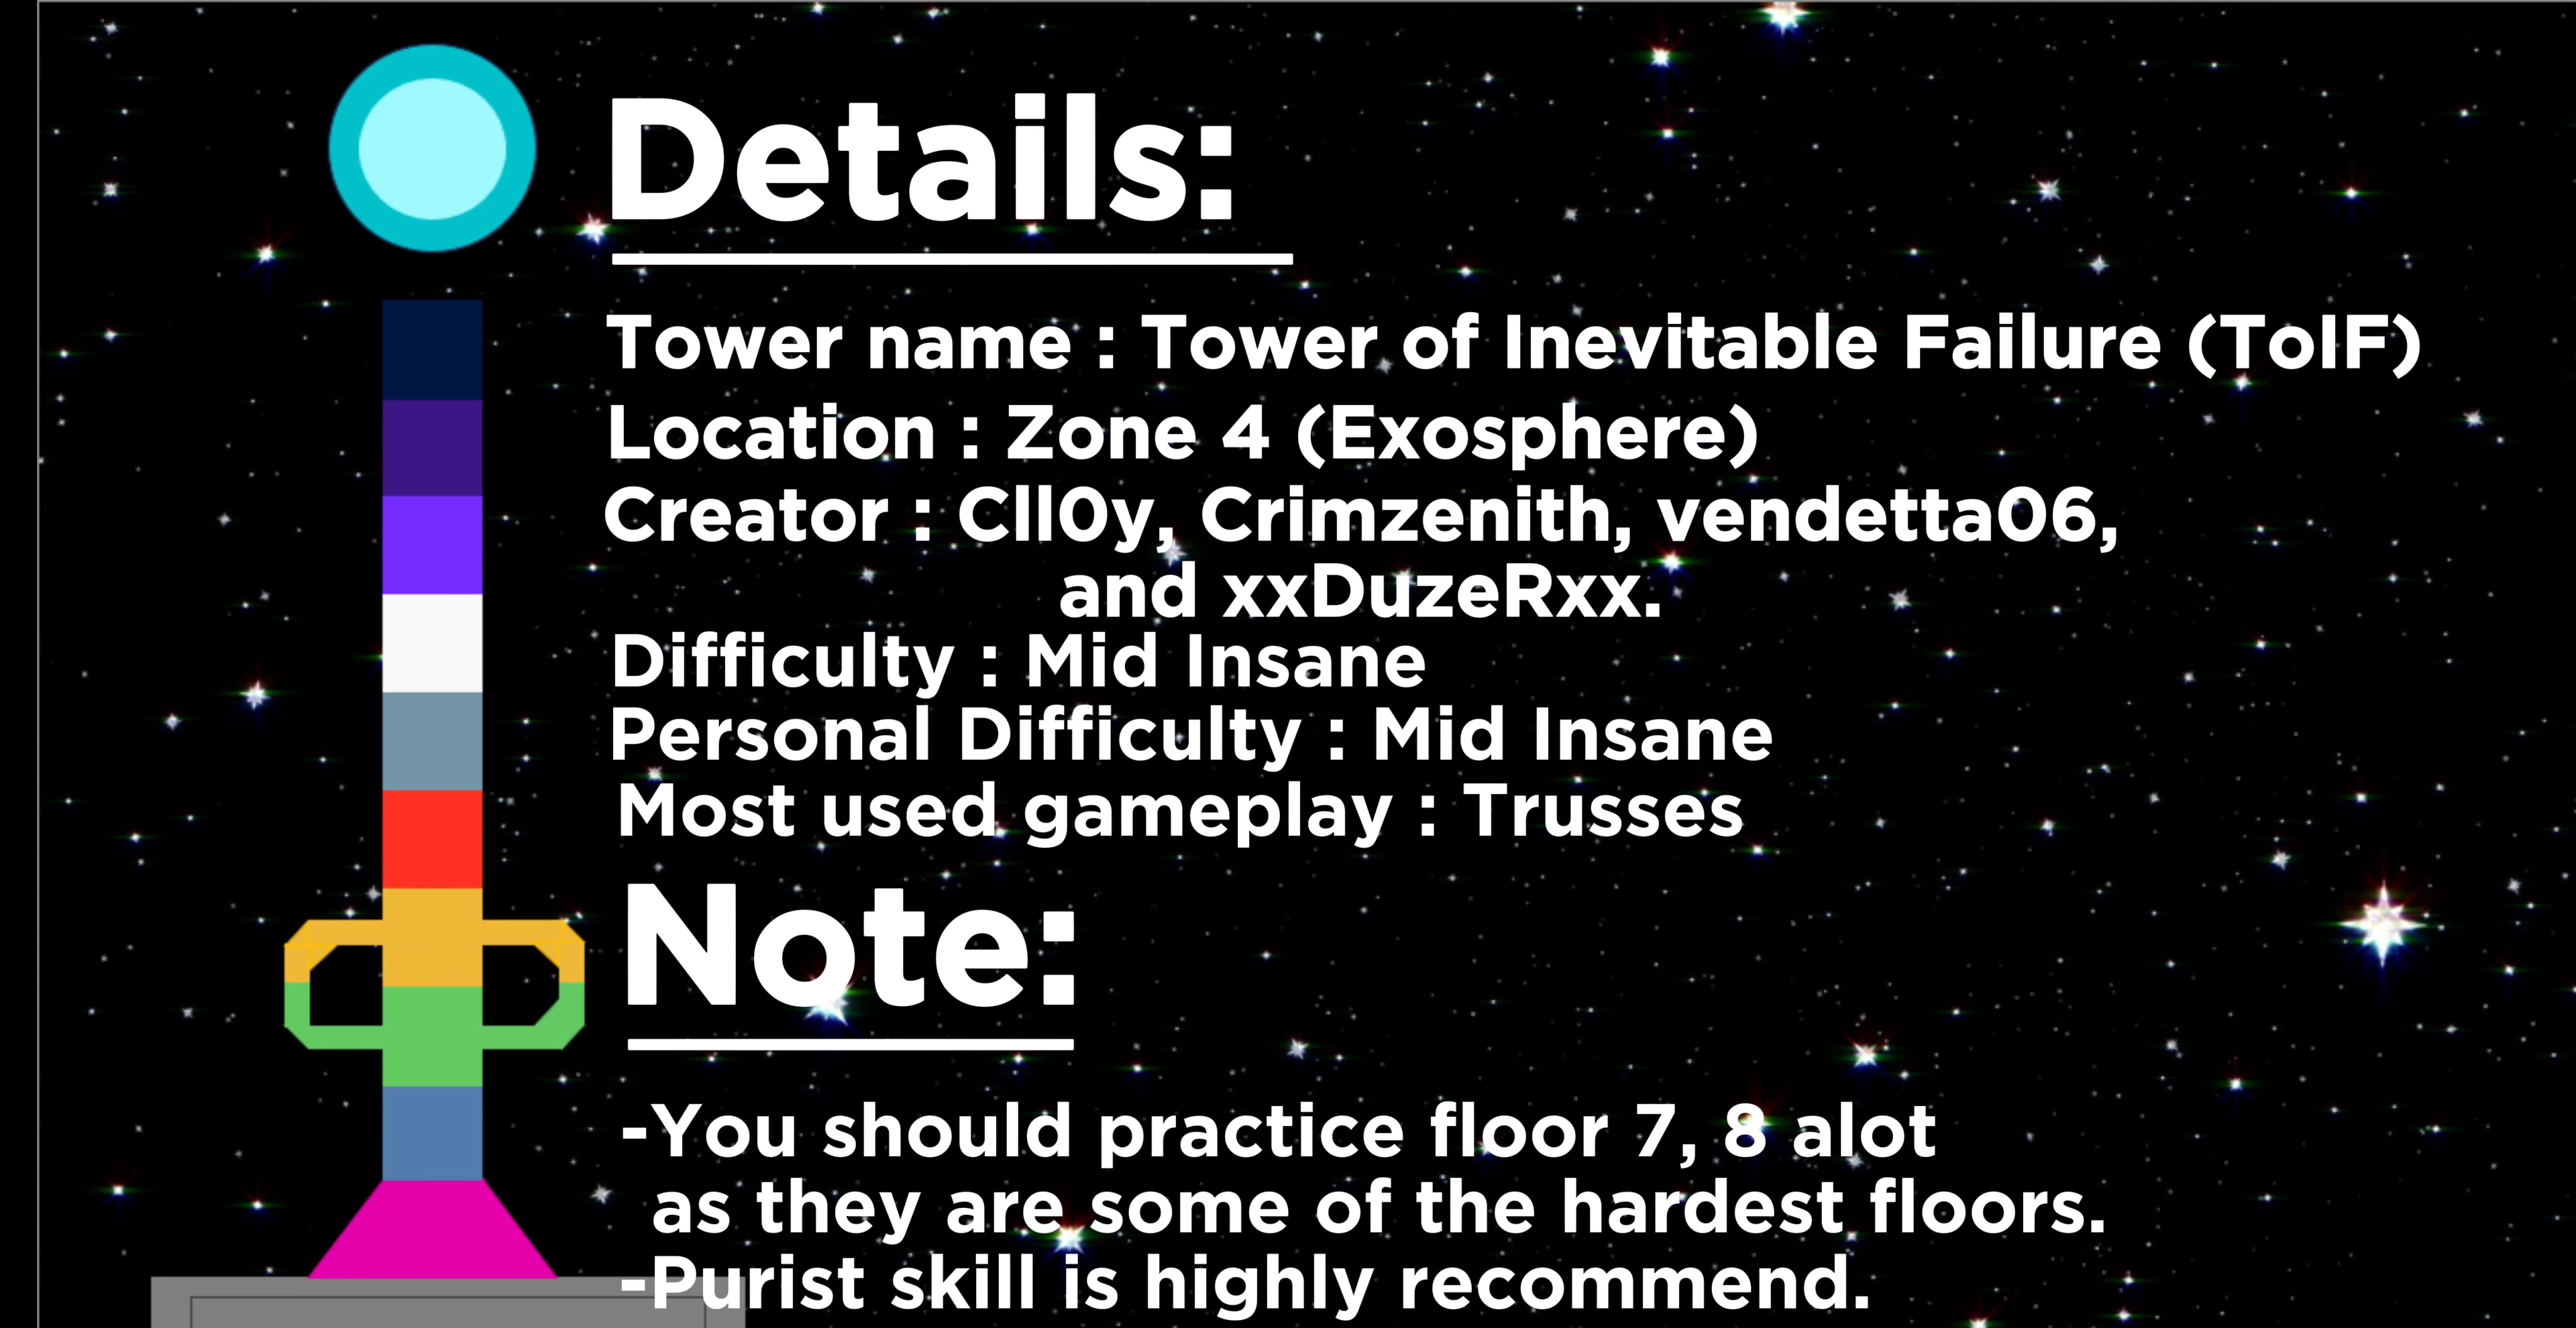 Details:
Tower name : Tower of Inevitable Failure (ToIF)
Location : Zone 4 (Exosphere)
Creator : Cll0y, Crimzenith, vendetta06,
and xxDuzeRxx.
Difficulty : Mid Insane
Personal Difficulty : Mid Insane
Most used gameplay : Trusses
Note:
-You should practice floor 7, 8 alot
as they are some of the hardest floors.
-Purist skill is highly recommend.